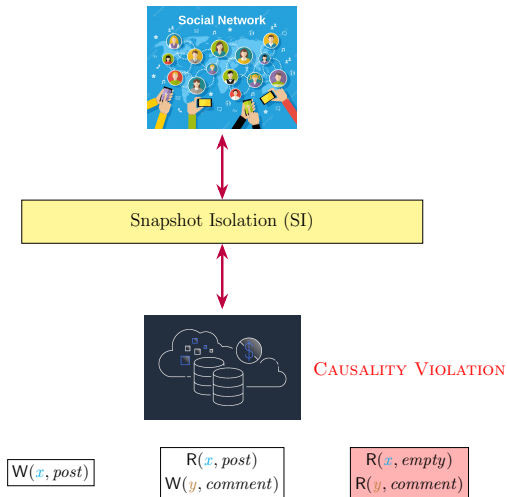 Social Network
Snapshot Isolation (SI)
$
CAUSALITY VIOLATION
W(x, post)
R(x, post)
W(y, comment)
R(x, empty)
R(y, comment)